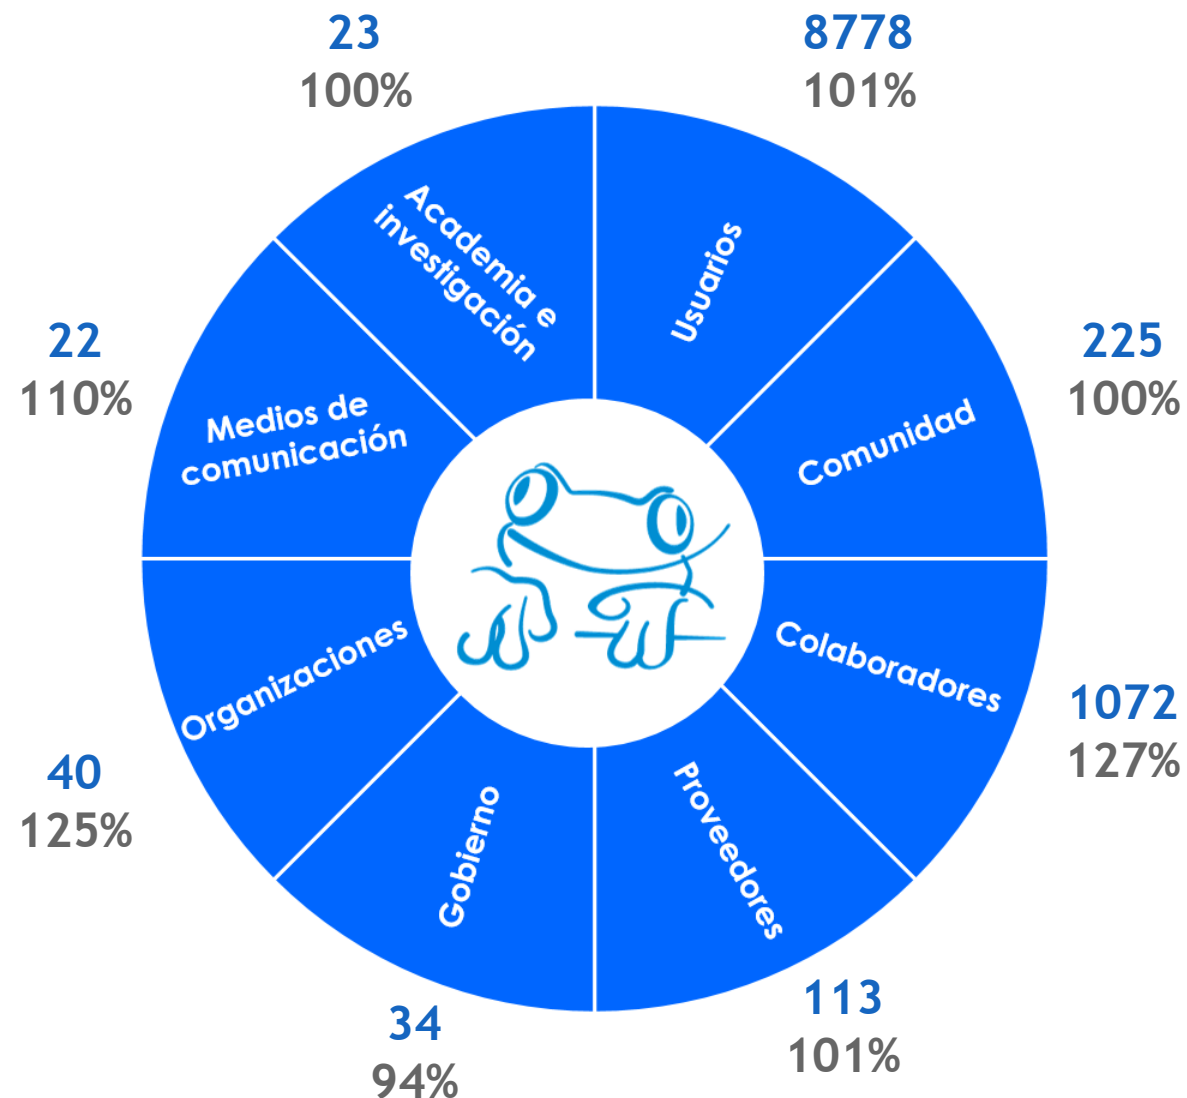 23
100%
8778
101%
Academia e
investigación
Usuarios
22
110%
225
100%
Medios de
comunicación
Comunidad
Organizaciones
Colaboradores
40
125%
1072
127%
Gobierno
Proveedores
34
94%
113
101%